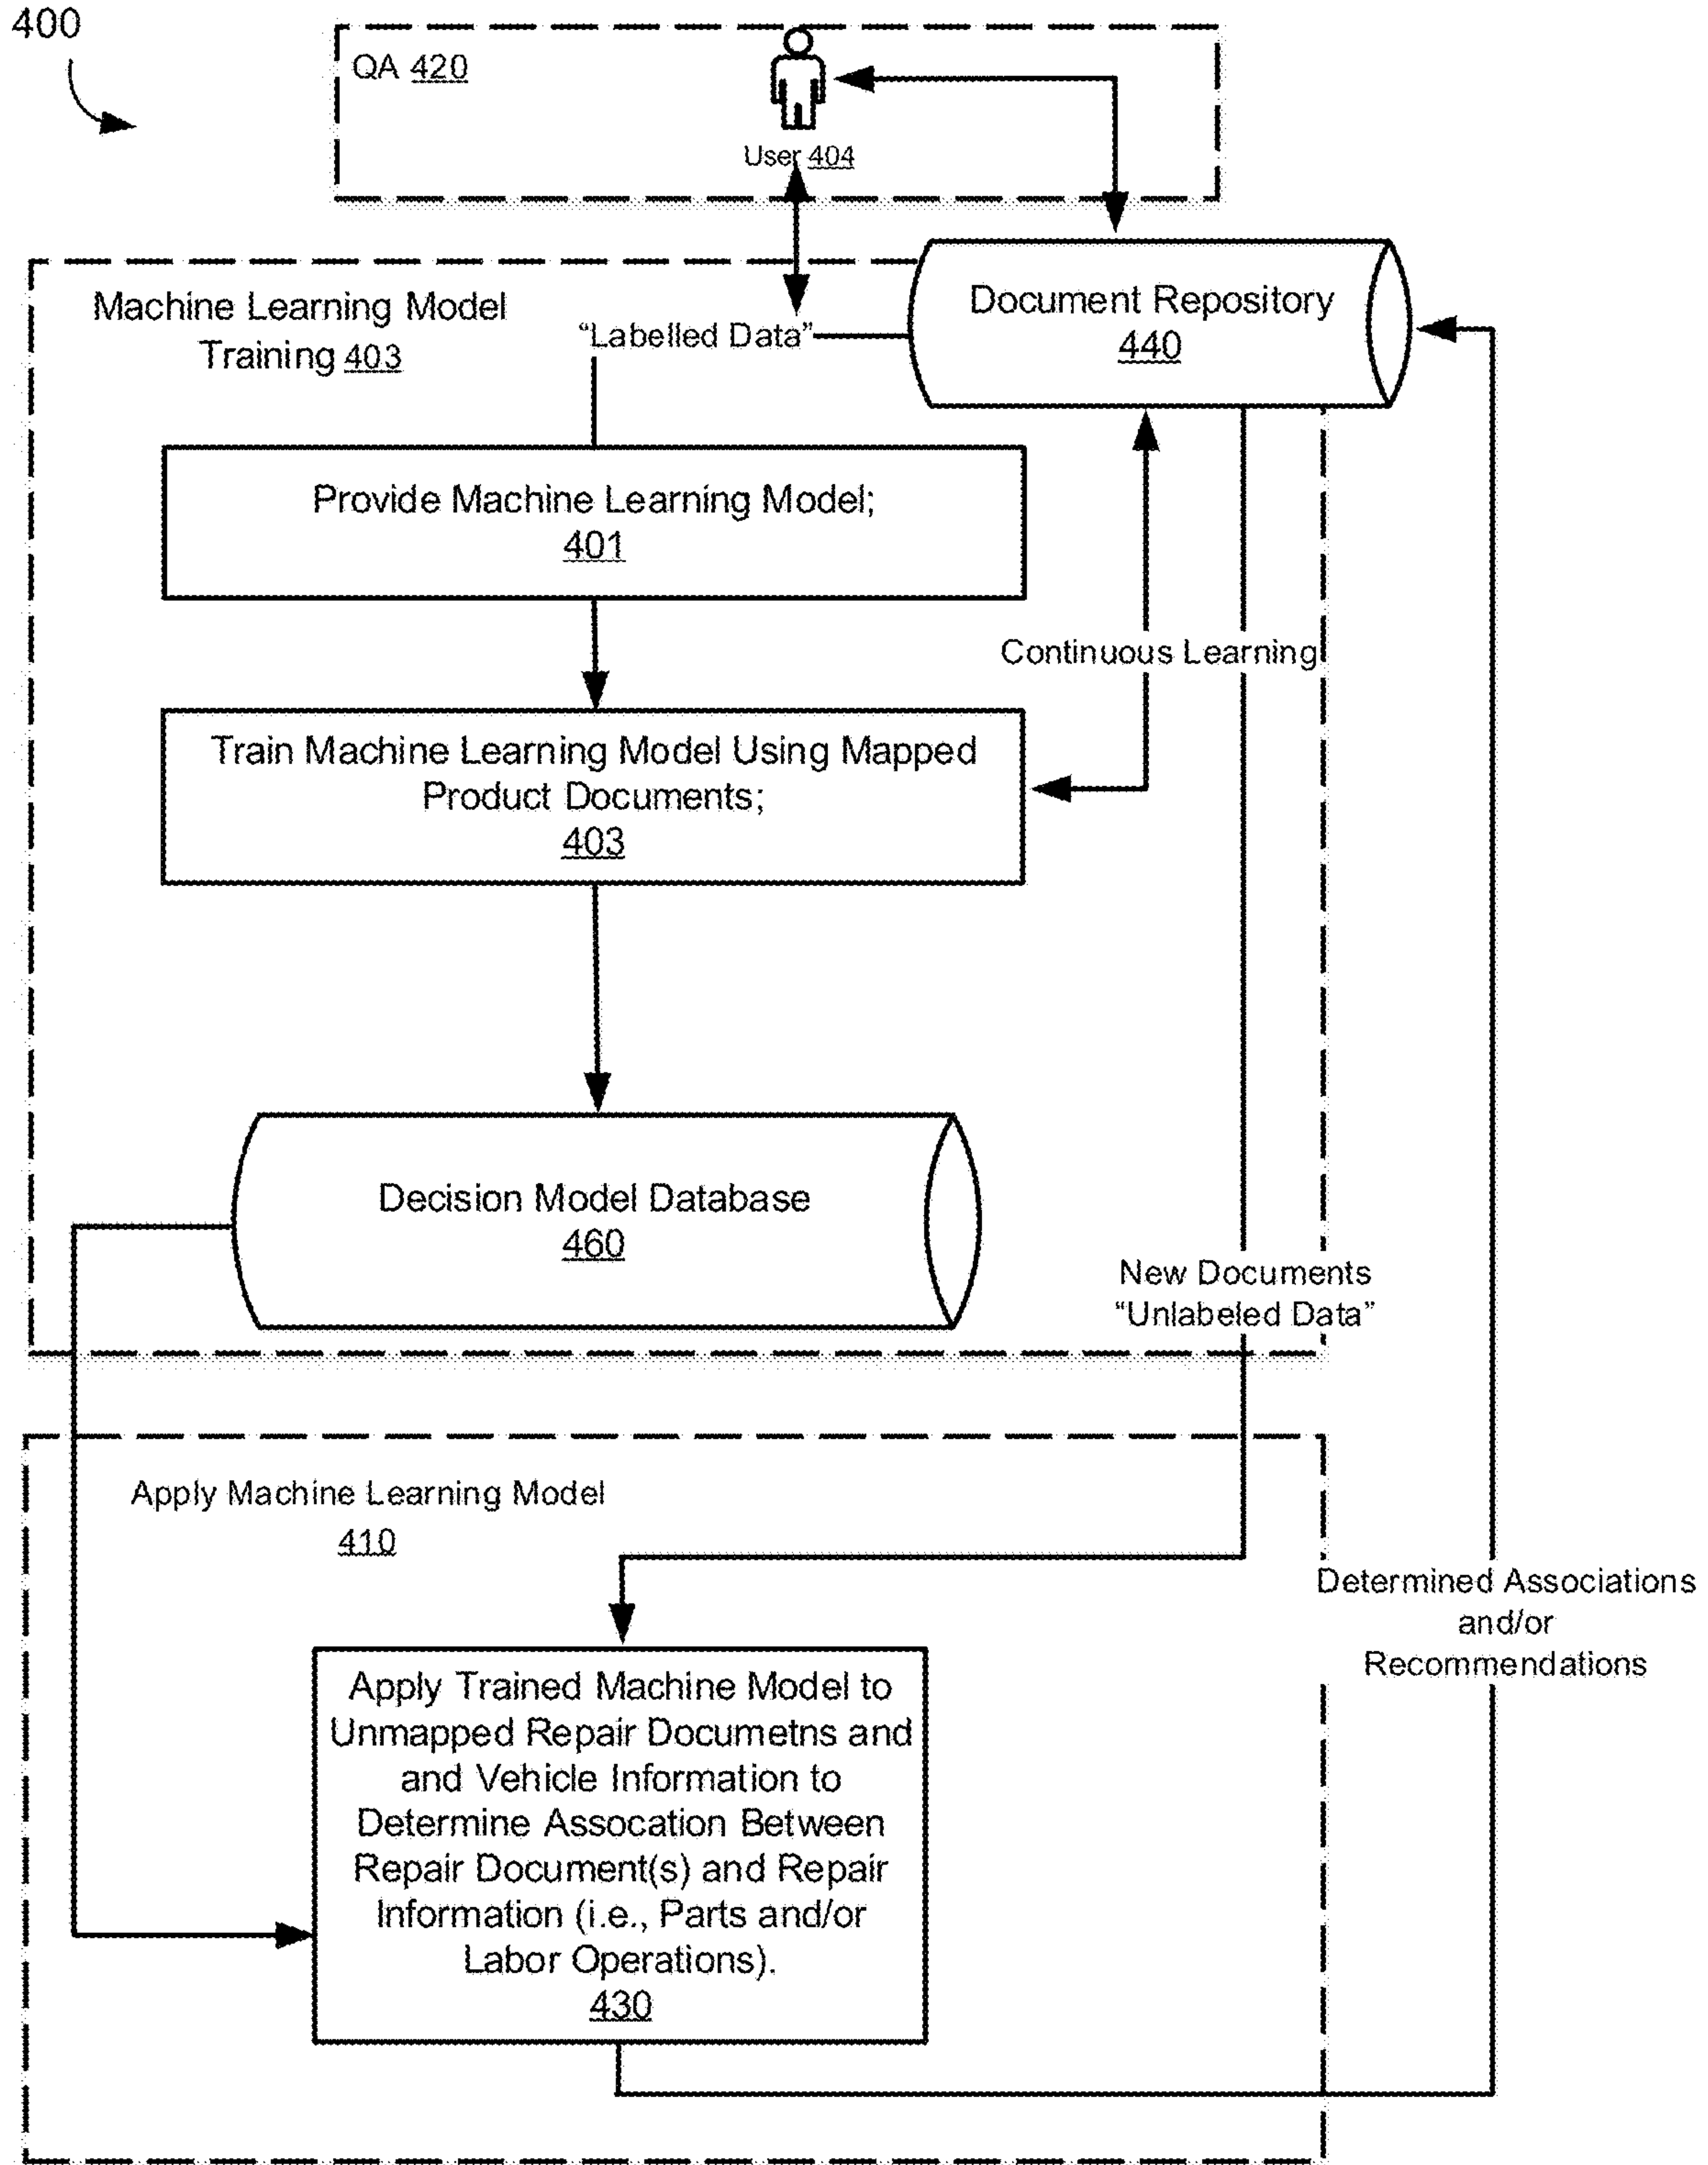 400
QA 420
User 404
Machine Learning Model
Training 403
"Labelled Data"
Document Repository
440
Provide Machine Learning Model;
401
Continuous Learning
Train Machine Learning Model Using Mapped
Product Documents;
403
Decision Model Database
460
New Documents
"Unlabeled Data"
Apply Machine Learning Model
410
Determined Associations
and/or
Recommendations
Apply Trained Machine Model to
Unmapped Repair Documetns and
and Vehicle Information to
Determine Assocation Between
Repair Document(s) and Repair
Information (i.e., Parts and/or
Labor Operations).
430